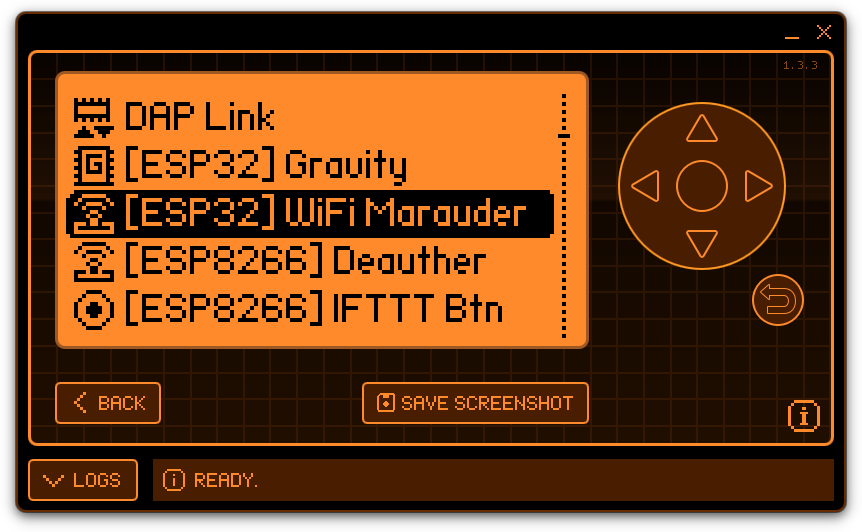 1.3.3
DAP Link
[ESP32] Gravity
[ESP32] WiFi Marauder
[ESP8266] Deauther
[ESP8266] IFTTT Btn
BACK
SAVE SCREENSHOT
LOGS
READY.